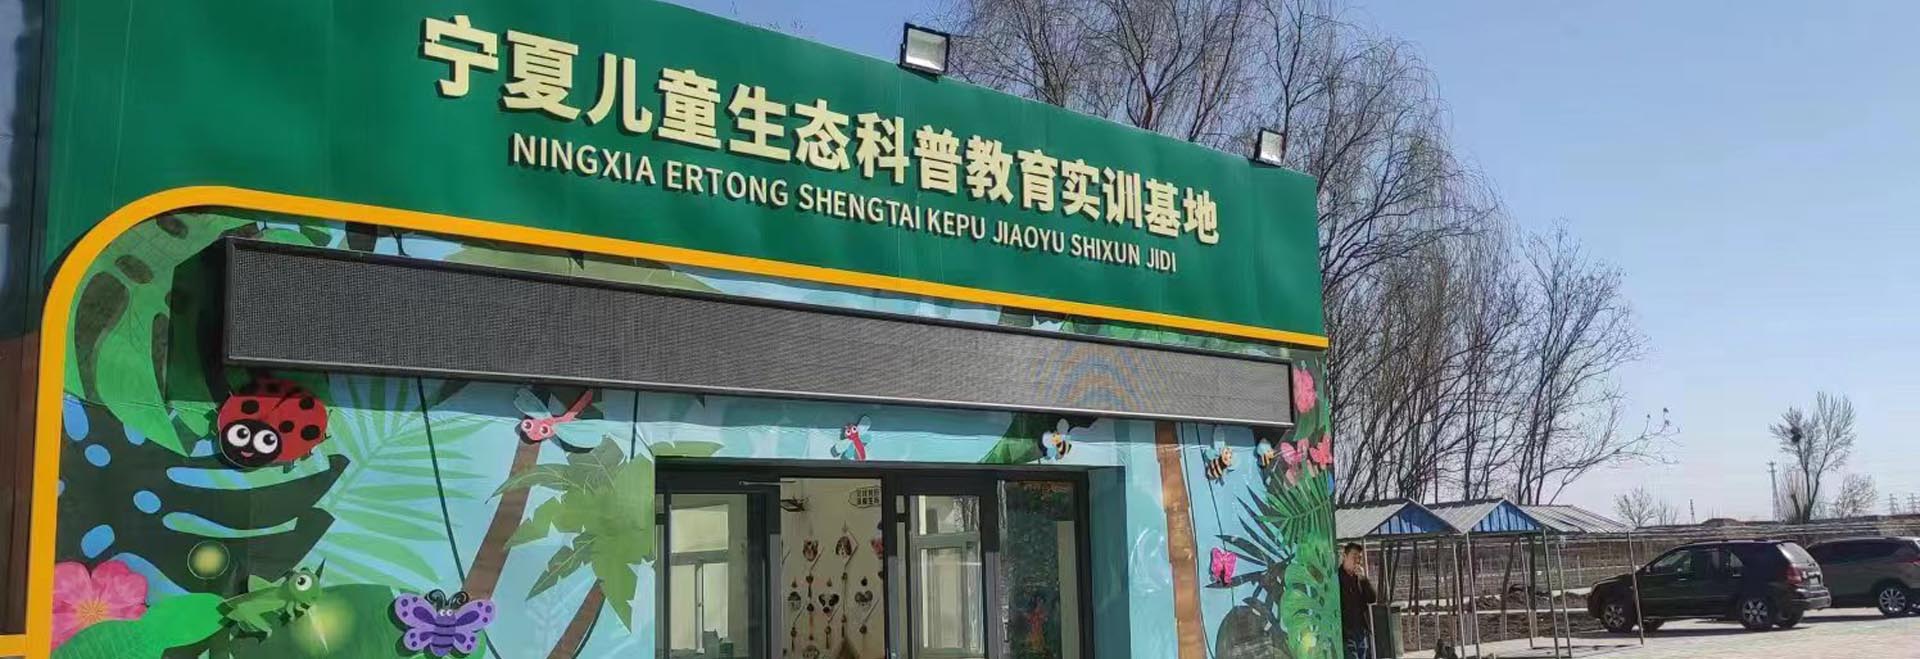 宁夏儿童生态科普教育实训基地
NINGXIA ERTONG SHENGTAI KEPU JIAOYU SHIXUN JIDI